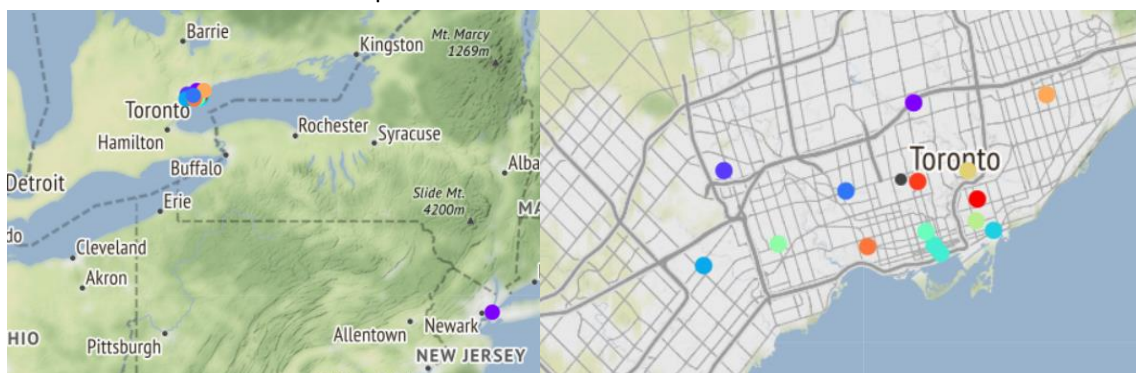 Barrie
Mt. Marcy
1269m
Kingston
Toronto
Hamilton
Rochester
Syracuse
Buffalo
Alba
Detroit
Erie
Slide Mt.
4200m
MA
do
Cleveland
Akron
Newark
Allentown
HIO
Pittsburgh
NEW JERSEY
Toronto